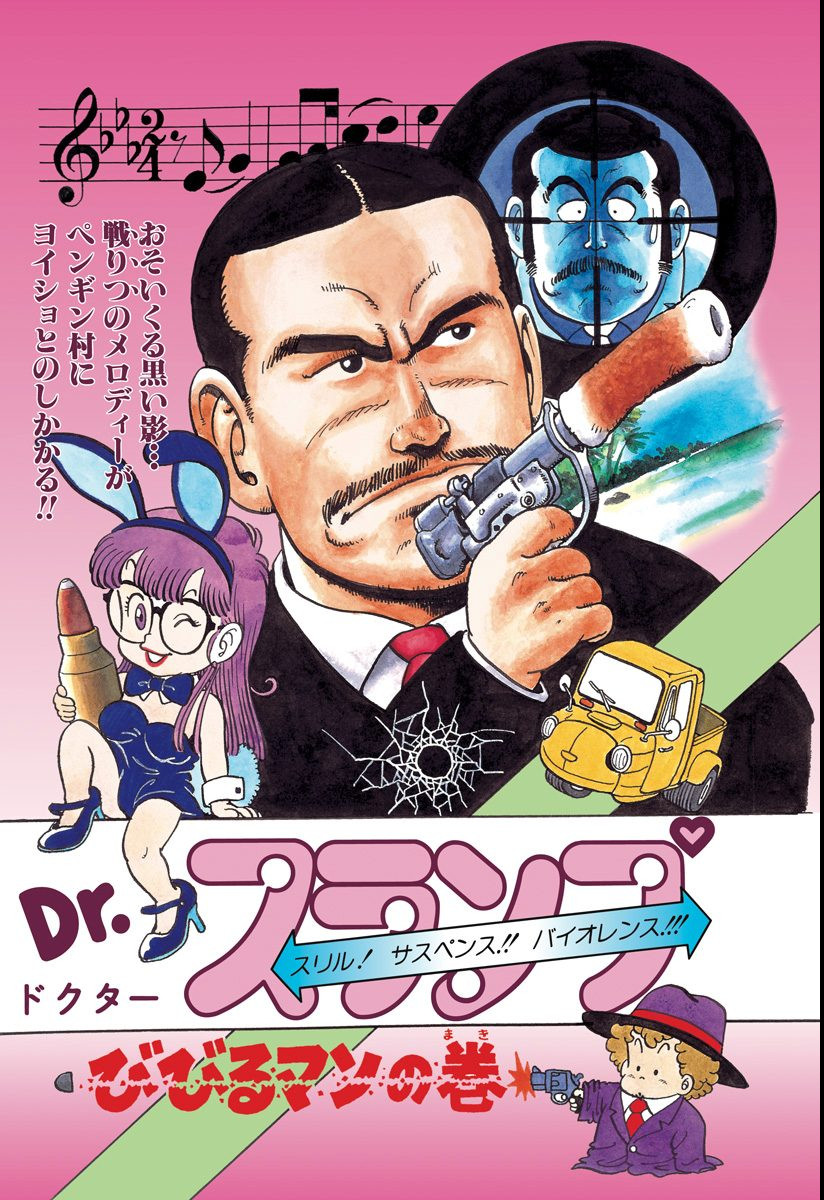 おそいくる黒い影…
戦りつのメロディーが
ペンギン村に
ヨイショとのしかかる!!
Dr.スランプ
ドクター
スリル! サスペンス!! バイオレンス!!!
びびるマンの巻
まき